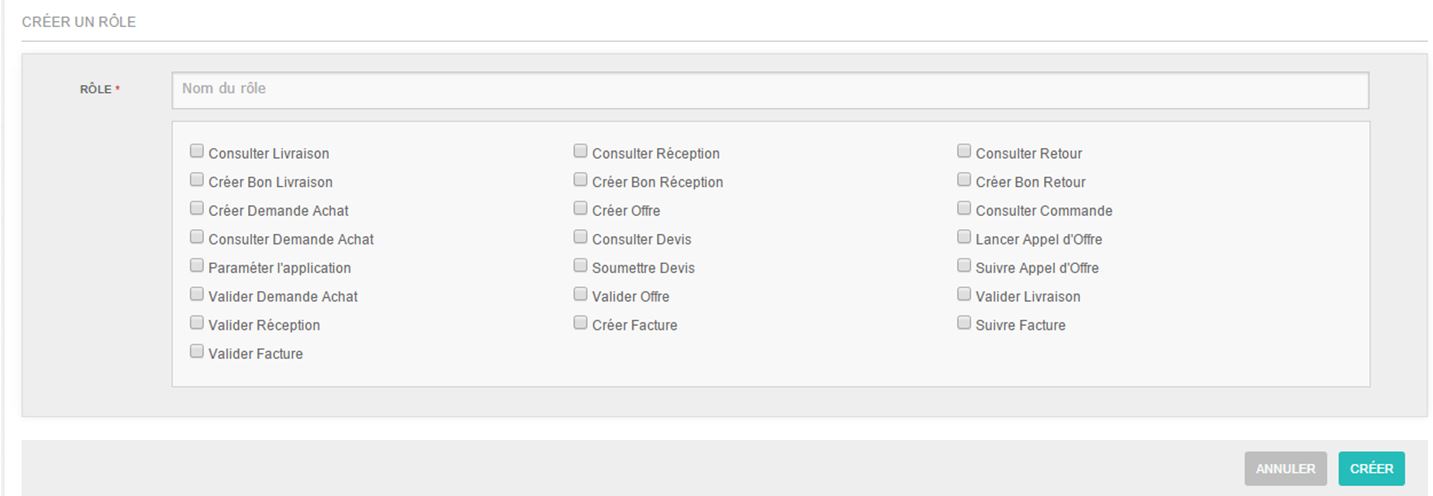 CRÉER UN RÔLE
RÔLE * Nom du rôle
Consulter Livraison Consulter Réception Consulter Retour
Créer Bon Livraison Créer Bon Réception Créer Bon Retour
Créer Demande Achat Créer Offre Consulter Commande
Consulter Demande Achat Consulter Devis Lancer Appel d'Offre
Paraméter l'application Soumettre Devis Suivre Appel d'Offre
Valider Demande Achat Valider Offre Valider Livraison
Valider Réception Créer Facture Suivre Facture
Valider Facture
ANNULER CRÉER